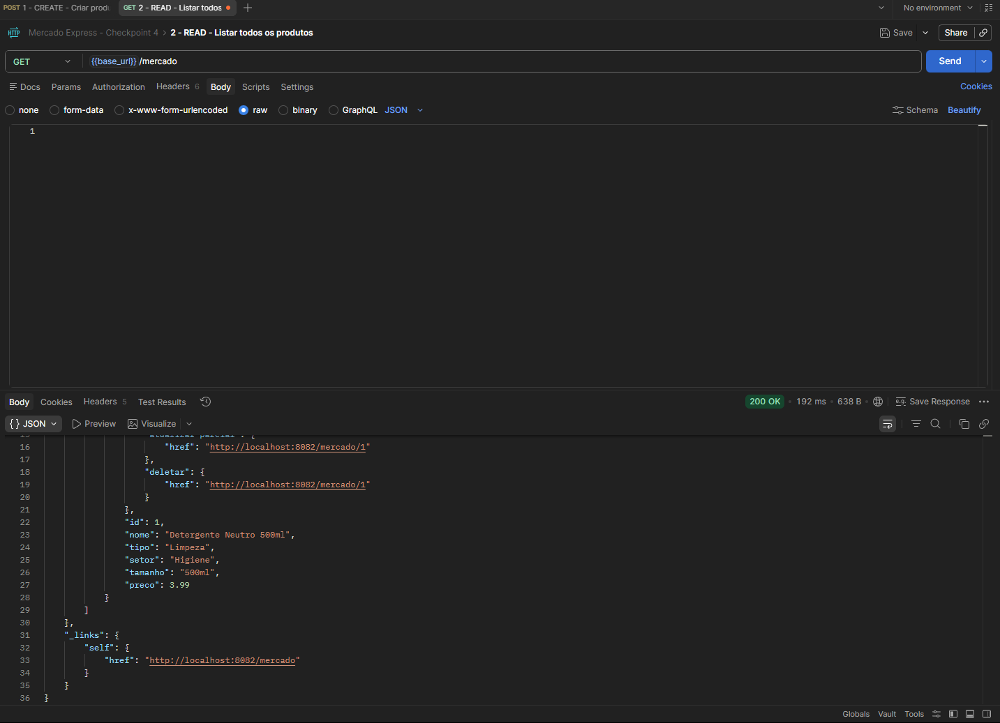 POST 1 - CREATE - Criar produ
GET 2 - READ - Listar todos
No environment
HTTP Mercado Express - Checkpoint 4 > 2 - READ - Listar todos os produtos
Save
Share
GET {{base_url}} /mercado
Send
Docs Params Authorization Headers 6 Body Scripts Settings
Cookies
none form-data x-www-form-urlencoded raw binary GraphQL JSON
Schema Beautify
1
Body Cookies Headers 5 Test Results
200 OK • 192 ms • 638 B
e.g. Save Response
{} JSON Preview Visualize
15 "atualizar-parcial": {
16 "href": "http://localhost:8082/mercado/1"
17 },
18 "deletar": {
19 "href": "http://localhost:8082/mercado/1"
20 }
21 },
22 "id": 1,
23 "nome": "Detergente Neutro 500ml",
24 "tipo": "Limpeza",
25 "setor": "Higiene",
26 "tamanho": "500ml",
27 "preco": 3.99
28 }
29 ]
30 },
31 "_links": {
32 "self": {
33 "href": "http://localhost:8082/mercado"
34 }
35 }
36 }
Globals Vault Tools